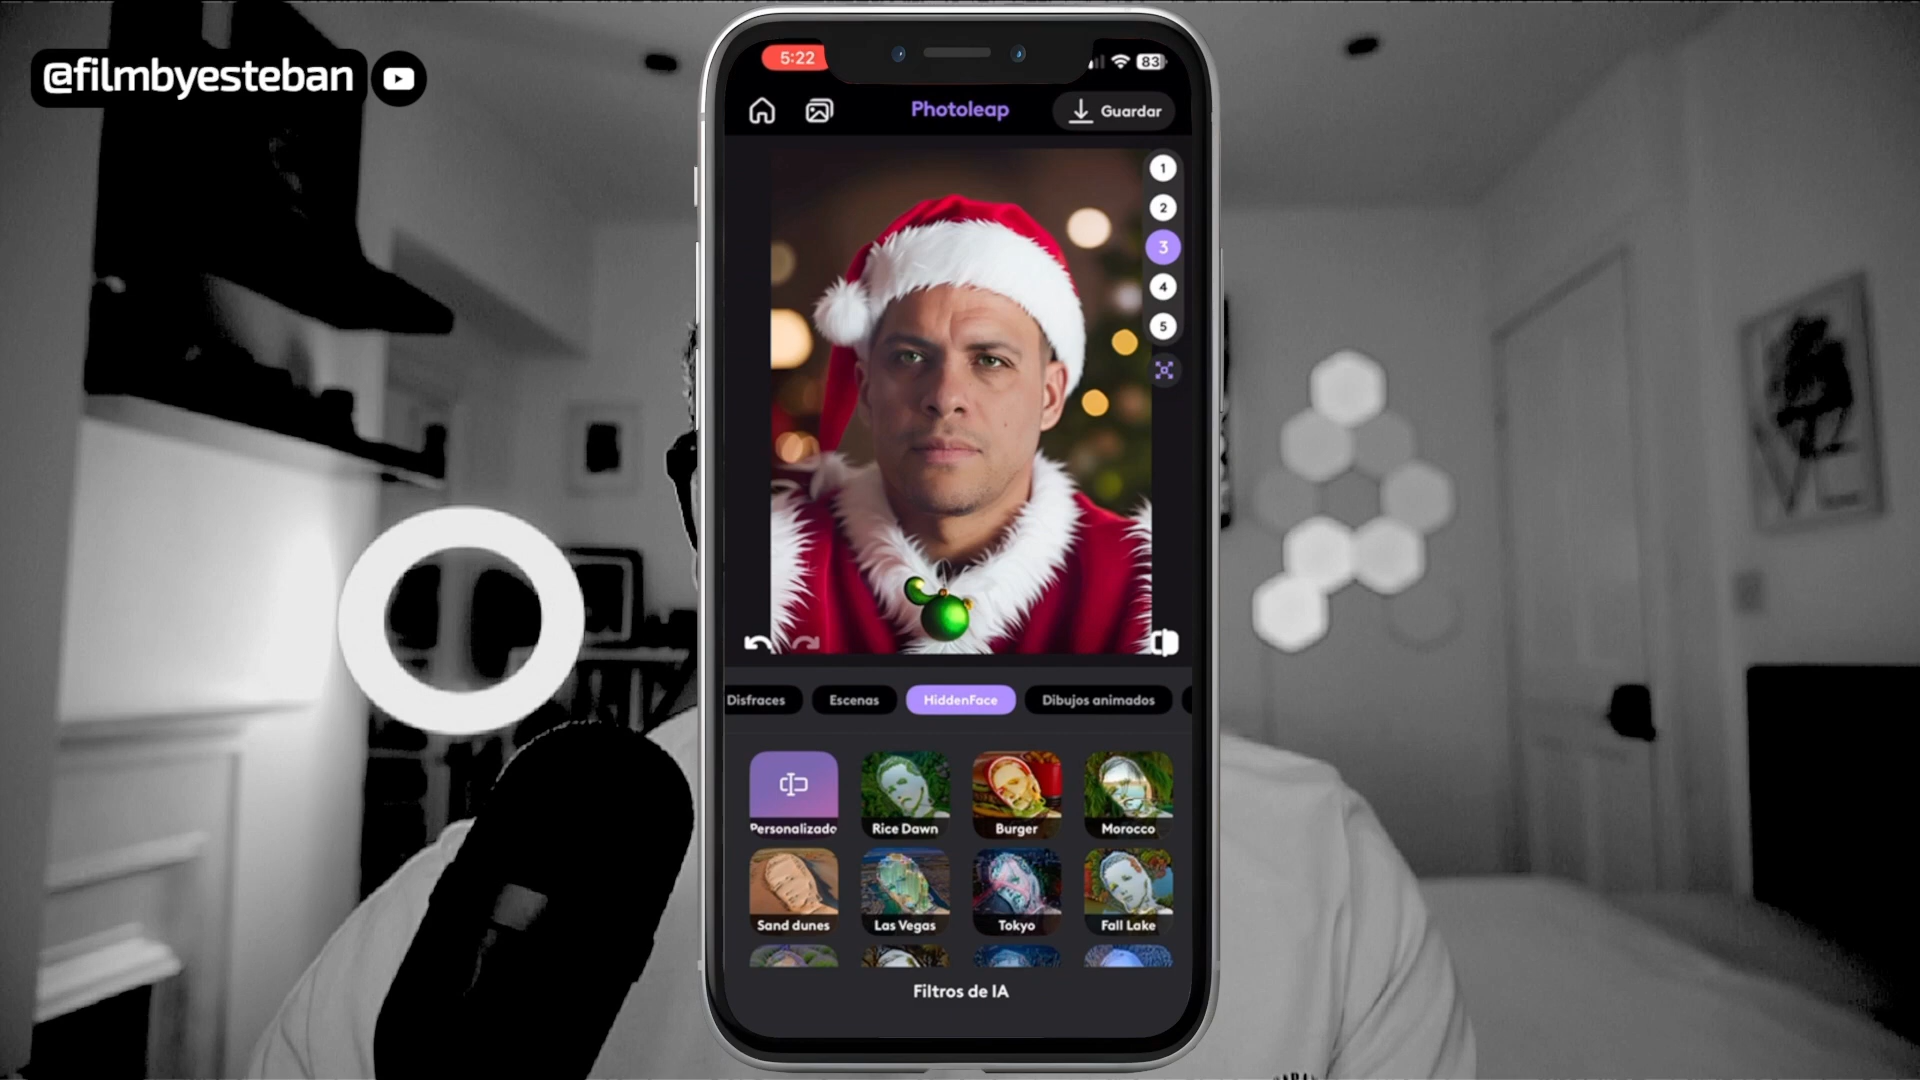 @filmbyesteban
5:22
83
Photoleap
Guardar
1
2
3
4
5
Disfraces
Escenas
HiddenFace
Dibujos animados
Personalizado
Rice Dawn
Burger
Morocco
Sand dunes
Las Vegas
Tokyo
Fall Lake
Filtros de IA